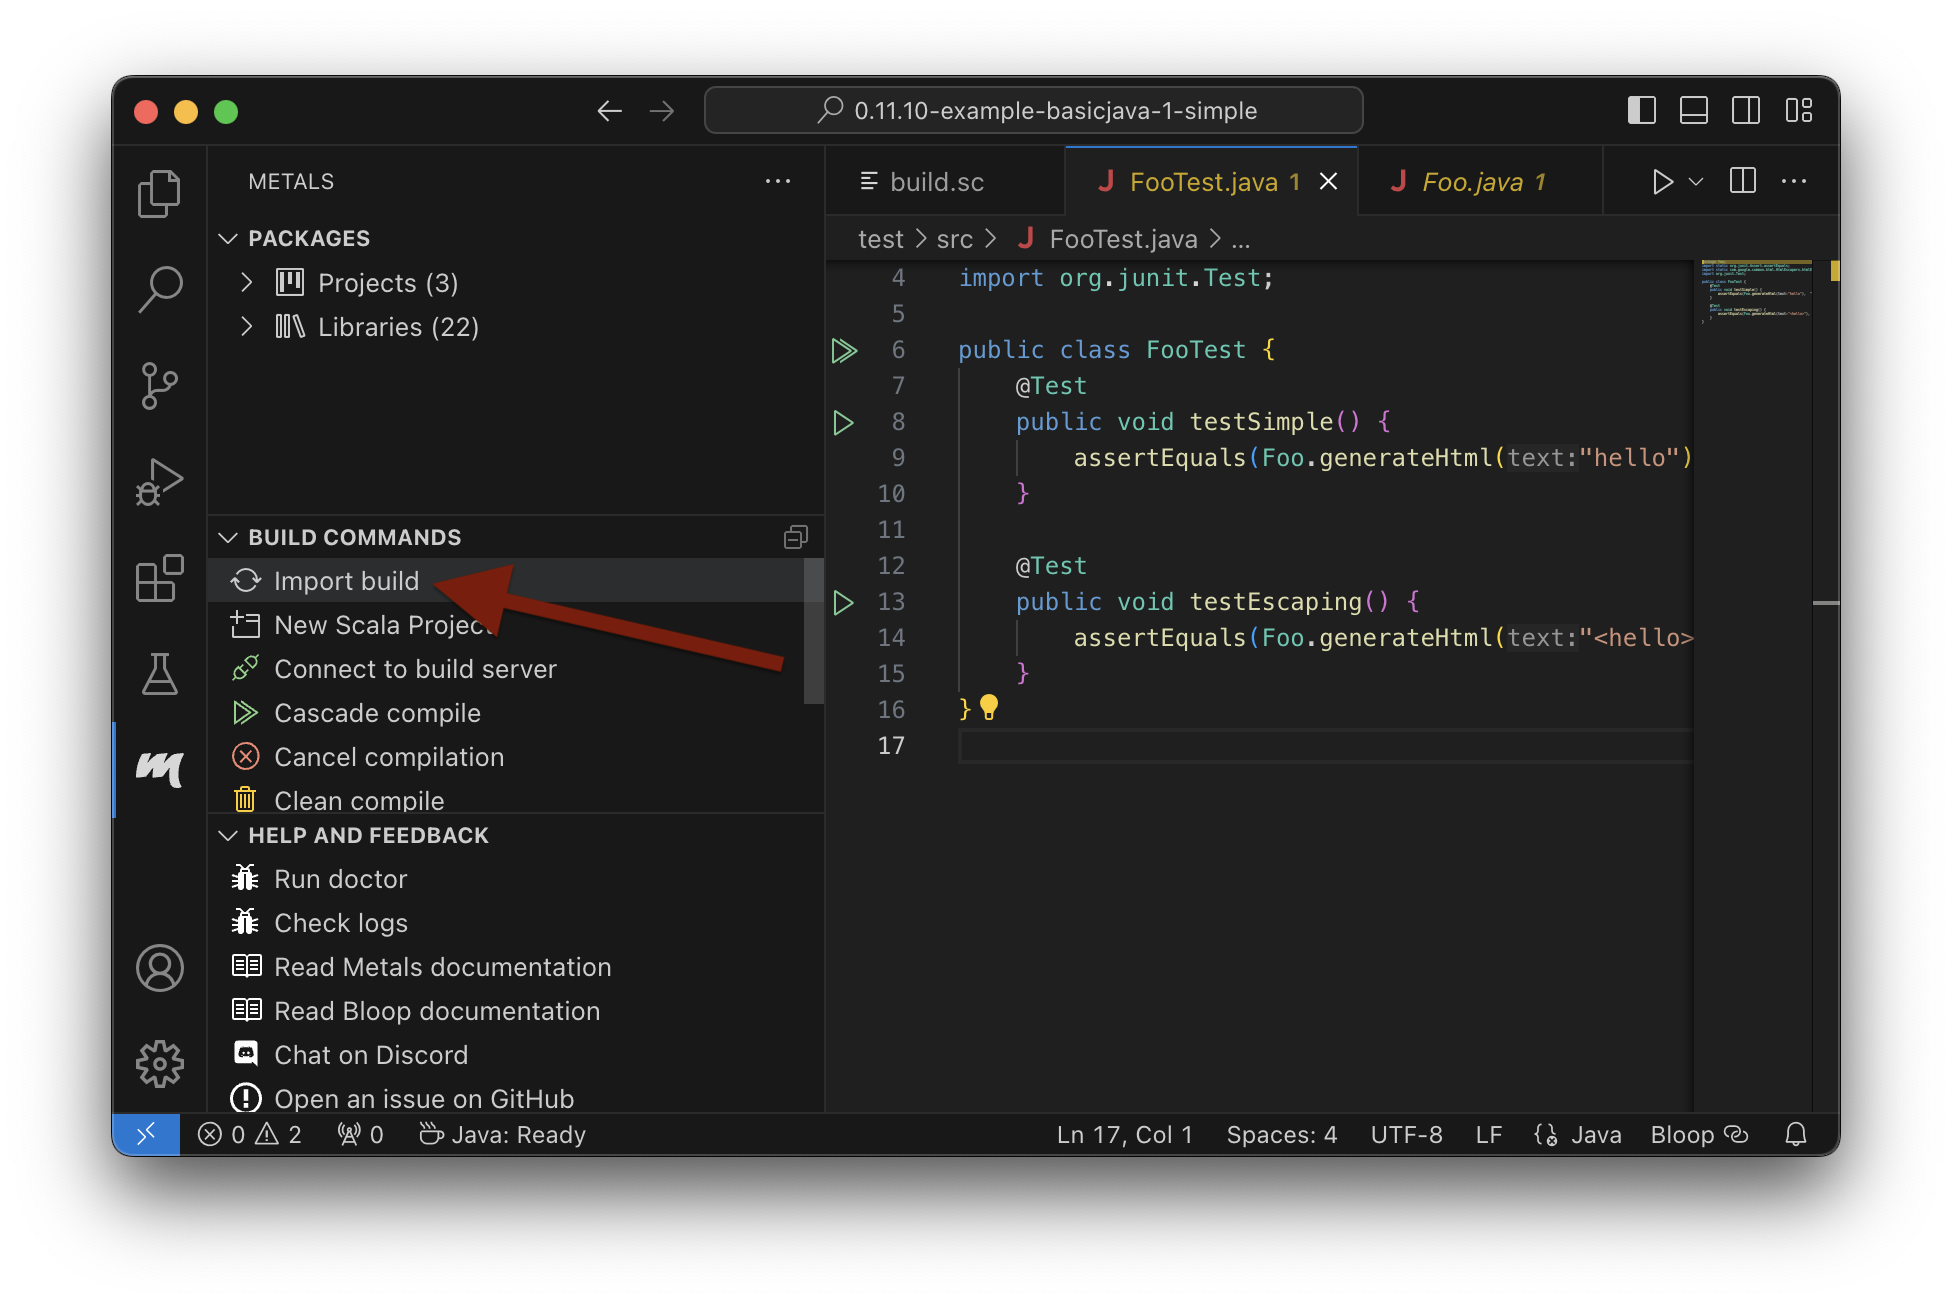 0.11.10-example-basicjava-1-simple
METALS
PACKAGES
Projects (3)
Libraries (22)
BUILD COMMANDS
Import build
New Scala Project
Connect to build server
Cascade compile
Cancel compilation
Clean compile
HELP AND FEEDBACK
Run doctor
Check logs
Read Metals documentation
Read Bloop documentation
Chat on Discord
Open an issue on GitHub
build.sc
J FooTest.java 1
J Foo.java 1
test > src > J FooTest.java > ...
4 import org.junit.Test;
5
6 public class FooTest {
7 @Test
8 public void testSimple() {
9 assertEquals(Foo.generateHtml(text:"hello")
10 }
11
12 @Test
13 public void testEscaping() {
14 assertEquals(Foo.generateHtml(text:"<hello>
15 }
16 }
17
0 2 0 Java: Ready Ln 17, Col 1 Spaces: 4 UTF-8 LF Java Bloop